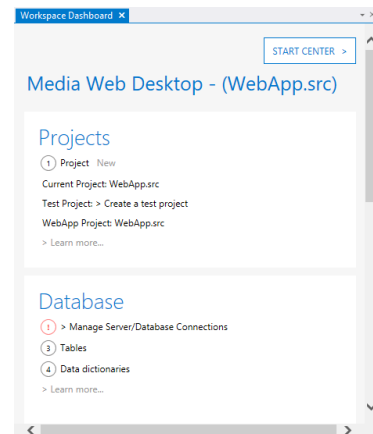 Workspace Dashboard
START CENTER >
Media Web Desktop - (WebApp.src)
Projects
1 Project New
Current Project: WebApp.src
Test Project: > Create a test project
WebApp Project: WebApp.src
> Learn more...
Database
! > Manage Server/Database Connections
3 Tables
4 Data dictionaries
> Learn more...